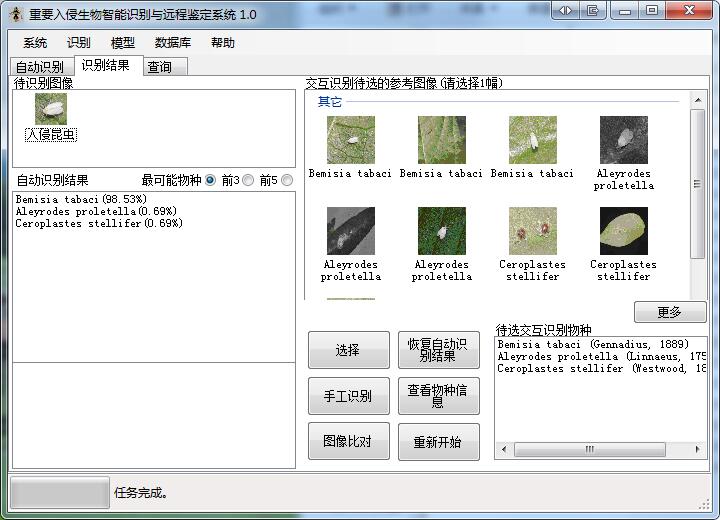 重要入侵生物智能识别与远程鉴定系统 1.0
系统 识别 模型 数据库 帮助
自动识别 识别结果 查询
待识别图像
入侵昆虫
自动识别结果 最可能物种 前3 前5
Bemisia tabaci(98.53%)
Aleyrodes proletella(0.69%)
Ceroplastes stellifer(0.69%)
交互识别待选的参考图像(请选择1幅)
其它
Bemisia tabaci Bemisia tabaci Bemisia tabaci Aleyrodes
proletella
Aleyrodes Aleyrodes Ceroplastes Ceroplastes
proletella proletella stellifer stellifer
更多
选择 恢复自动识
别结果
手工识别 查看物种信
息
图像比对 重新开始
待选交互识别物种
Bemisia tabaci (Gennadius, 1889)
Aleyrodes proletella (Linnaeus, 175
Ceroplastes stellifer (Westwood, 18
任务完成。